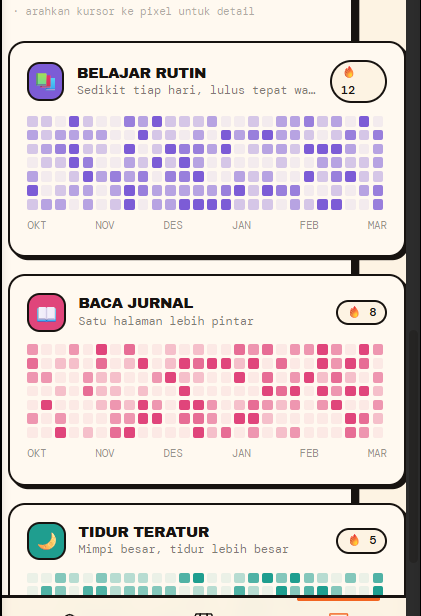 · arahkan kursor ke pixel untuk detail
BELAJAR RUTIN
Sedikit tiap hari, lulus tepat wa…
12
OKT NOV DES JAN FEB MAR
BACA JURNAL
Satu halaman lebih pintar
8
OKT NOV DES JAN FEB MAR
TIDUR TERATUR
Mimpi besar, tidur lebih besar
5